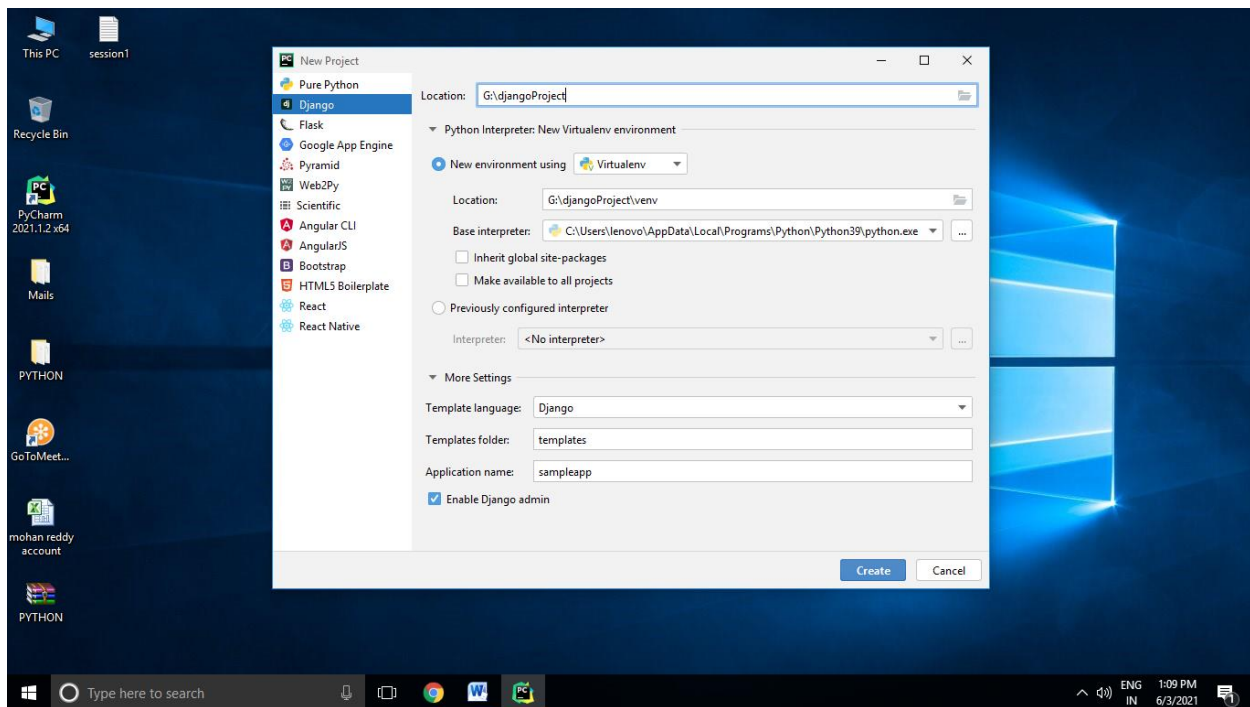 This PC
session1
Recycle Bin
PyCharm
2021.1.2 x64
Mails
PYTHON
GoToMeet...
mohan reddy
account
PYTHON
New Project
Pure Python
Django
Flask
Google App Engine
Pyramid
Web2Py
Scientific
Angular CLI
AngularJS
Bootstrap
HTML5 Boilerplate
React
React Native
Location: G:\djangoProject
Python Interpreter: New Virtualenv environment
New environment using Virtualenv
Location: G:\djangoProject\venv
Base interpreter: C:\Users\lenovo\AppData\Local\Programs\Python\Python39\python.exe ...
Inherit global site-packages
Make available to all projects
Previously configured interpreter
Interpreter: <No interpreter> ...
More Settings
Template language: Django
Templates folder: templates
Application name: sampleapp
Enable Django admin
Create Cancel
Type here to search
ENG
IN
1:09 PM
6/3/2021
1